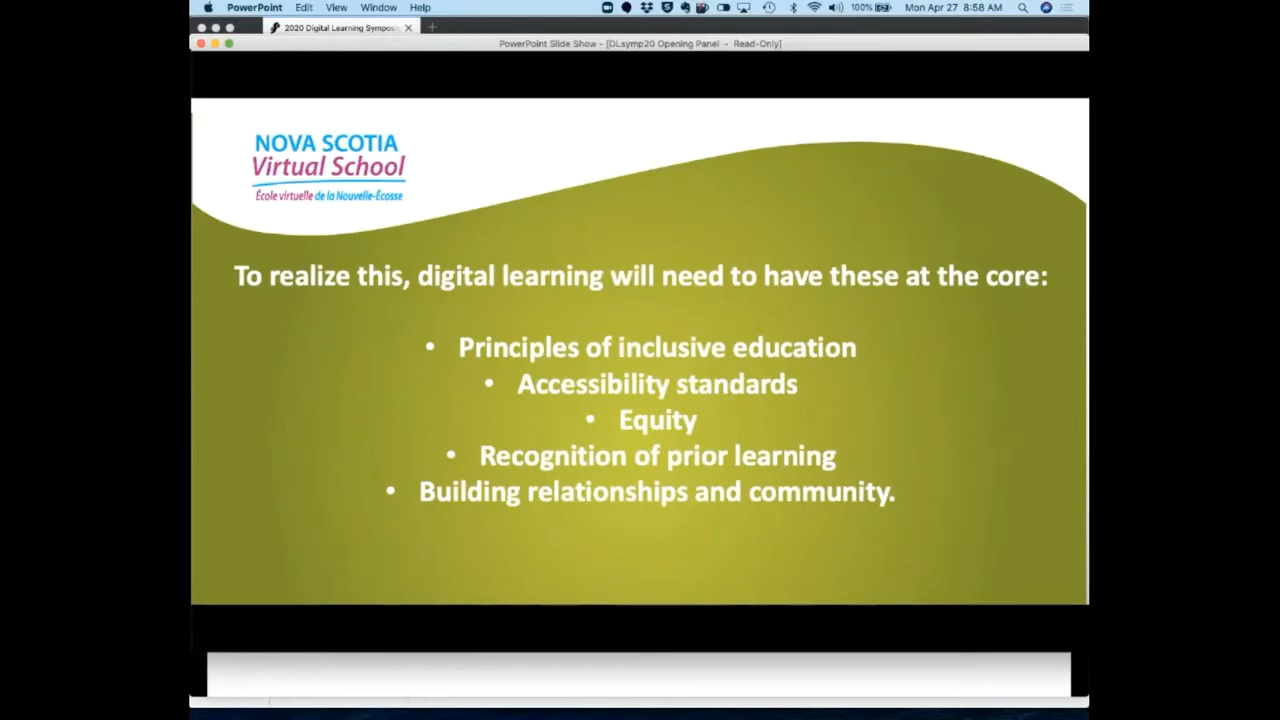 PowerPoint Edit View Window Help 100% Mon Apr 27 8:58 AM
2020 Digital Learning Sympos
PowerPoint Slide Show - [DLsymp20 Opening Panel - Read-Only]
NOVA SCOTIA
Virtual School
École virtuelle de la Nouvelle-Écosse
To realize this, digital learning will need to have these at the core:
• Principles of inclusive education
• Accessibility standards
• Equity
• Recognition of prior learning
• Building relationships and community.